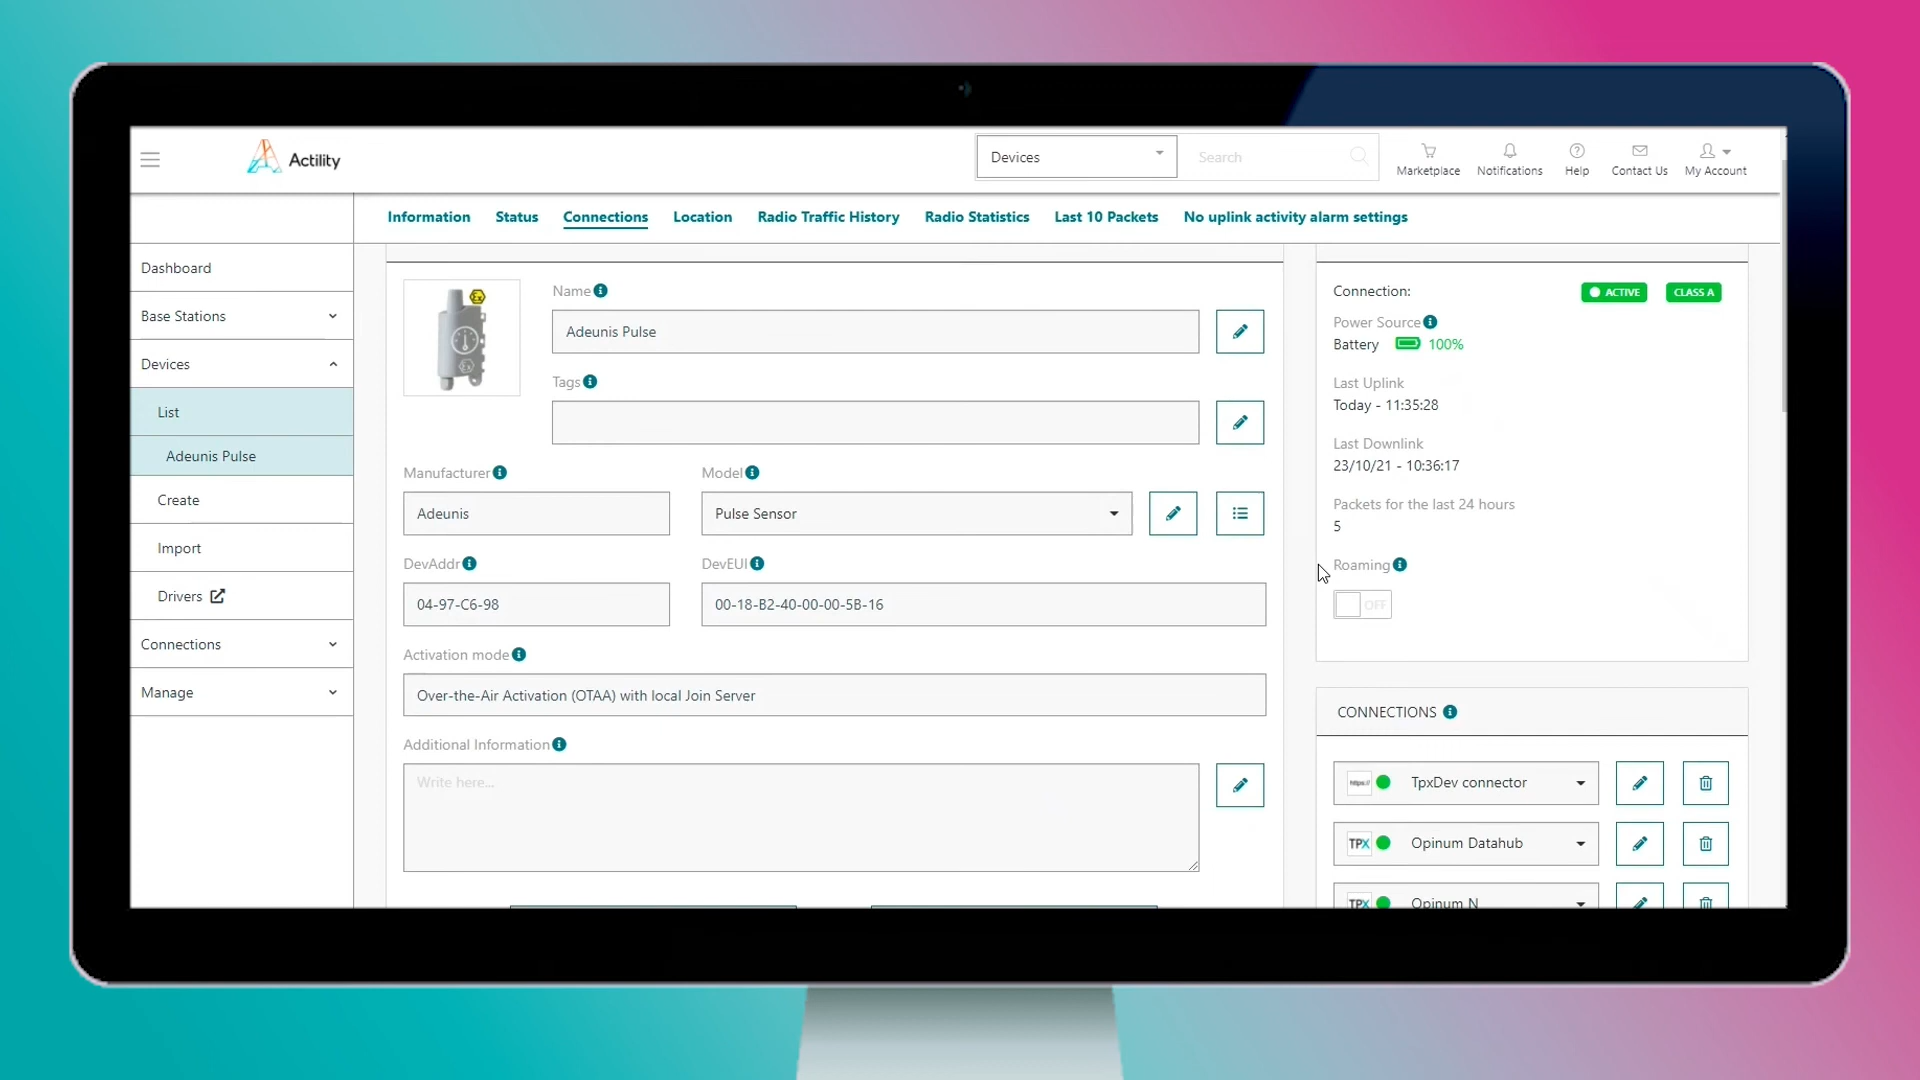 Actility
Devices
Search
Marketplace
Notifications
Help
Contact Us
My Account
Information
Status
Connections
Location
Radio Traffic History
Radio Statistics
Last 10 Packets
No uplink activity alarm settings
Dashboard
Base Stations
Devices
List
Adeunis Pulse
Create
Import
Drivers
Connections
Manage
Name
Adeunis Pulse
Tags
Manufacturer
Model
Adeunis
Pulse Sensor
DevAddr
DevEUI
04-97-C6-98
00-18-B2-40-00-00-5B-16
Activation mode
Over-the-Air Activation (OTAA) with local Join Server
Additional Information
Write here...
Connection:
ACTIVE
CLASS A
Power Source
Battery 100%
Last Uplink
Today - 11:35:28
Last Downlink
23/10/21 - 10:36:17
Packets for the last 24 hours
5
Roaming
OFF
CONNECTIONS
https:// TpxDev connector
TPX Opinum Datahub
TPX Opinum N